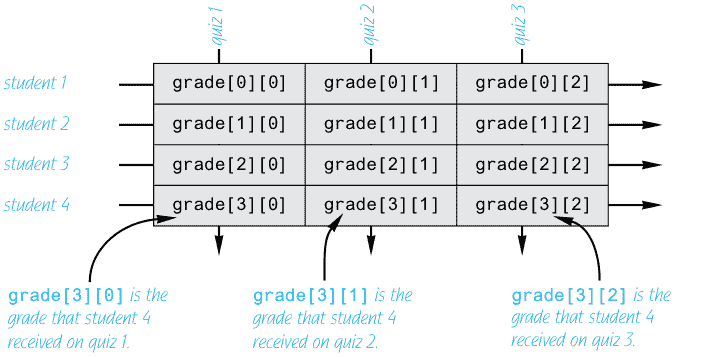 quiz 1
quiz 2
quiz 3
student 1
grade[0][0]
grade[0][1]
grade[0][2]
student 2
grade[1][0]
grade[1][1]
grade[1][2]
student 3
grade[2][0]
grade[2][1]
grade[2][2]
student 4
grade[3][0]
grade[3][1]
grade[3][2]
grade[3][0] is the
grade that student 4
received on quiz 1.
grade[3][1] is the
grade that student 4
received on quiz 2.
grade[3][2] is the
grade that student 4
received on quiz 3.